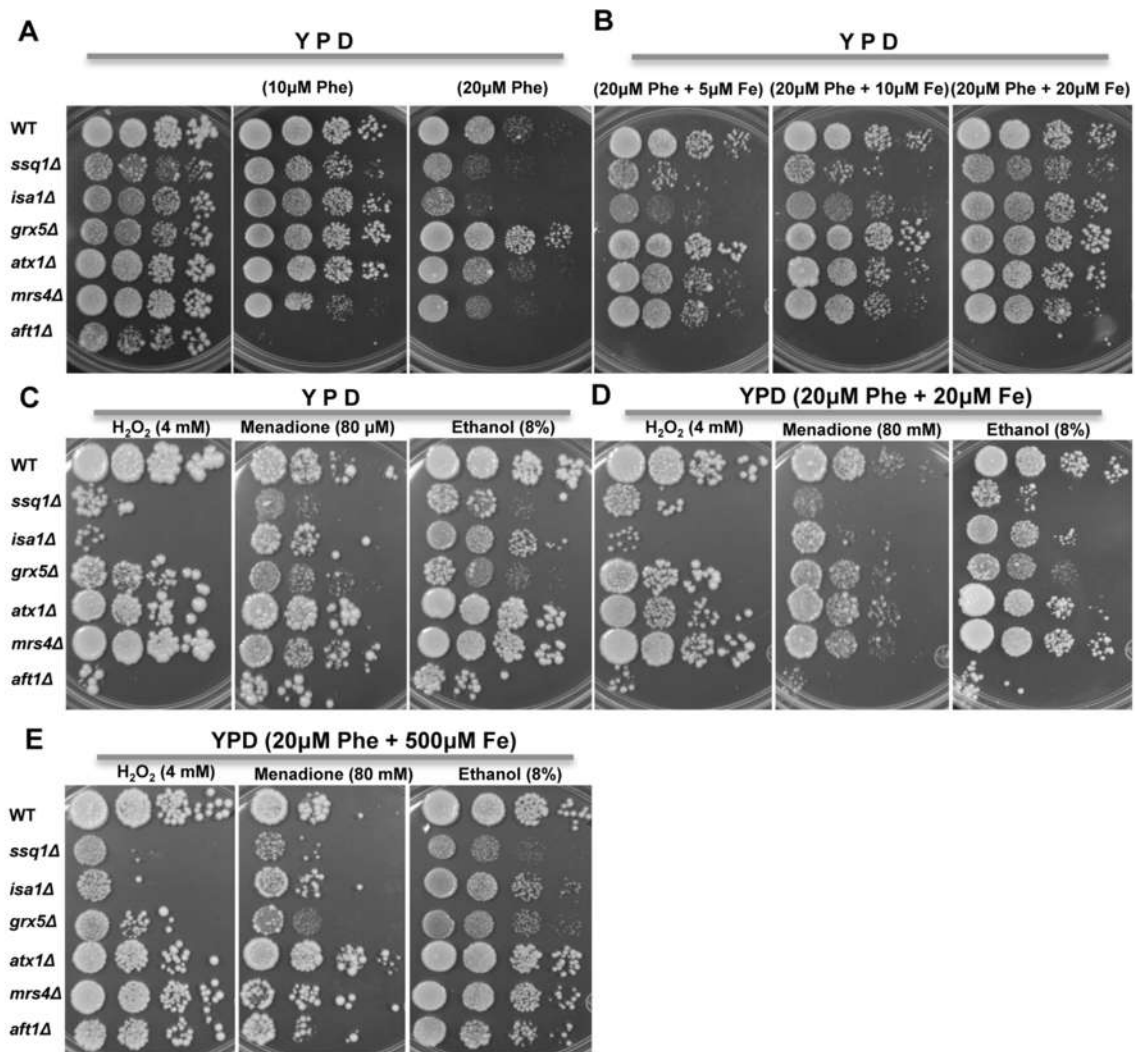 A
Y P D
(10µM Phe) (20µM Phe)
WT
ssq1Δ
isa1Δ
grx5Δ
atx1Δ
mrs4Δ
aft1Δ
B
Y P D
(20µM Phe + 5µM Fe) (20µM Phe + 10µM Fe) (20µM Phe + 20µM Fe)
C
Y P D
H₂O₂ (4 mM) Menadione (80 µM) Ethanol (8%)
WT
ssq1Δ
isa1Δ
grx5Δ
atx1Δ
mrs4Δ
aft1Δ
D
YPD (20µM Phe + 20µM Fe)
H₂O₂ (4 mM) Menadione (80 mM) Ethanol (8%)
E
YPD (20µM Phe + 500µM Fe)
H₂O₂ (4 mM) Menadione (80 mM) Ethanol (8%)
WT
ssq1Δ
isa1Δ
grx5Δ
atx1Δ
mrs4Δ
aft1Δ